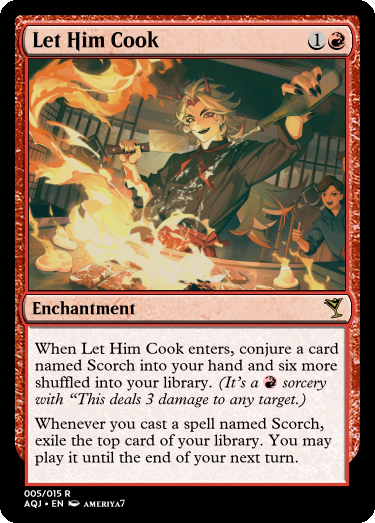 Let Him Cook 1
Enchantment
When Let Him Cook enters, conjure a card
named Scorch into your hand and six more
shuffled into your library. (It's a sorcery
with “This deals 3 damage to any target.)
Whenever you cast a spell named Scorch,
exile the top card of your library. You may
play it until the end of your next turn.
005/015 R
AQJ • EN AMERIYA7